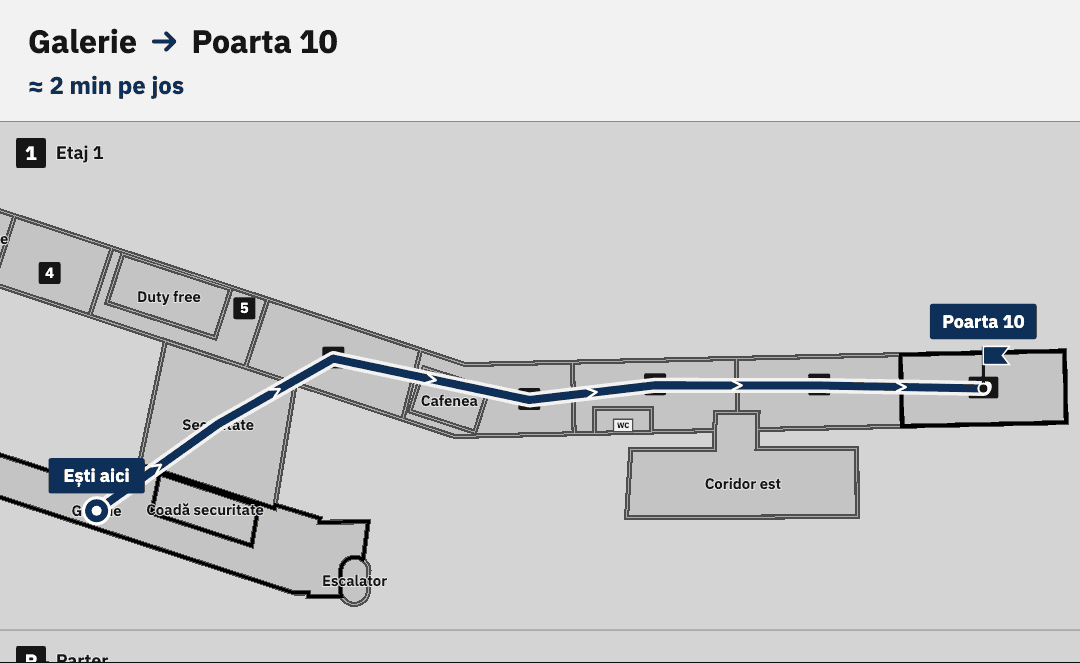 Galerie → Poarta 10
≈ 2 min pe jos
1 Etaj 1
4
Duty free
5
Poarta 10
Cafenea
WC
Ești aici
Coadă securitate
Coridor est
Escalator
P Parter